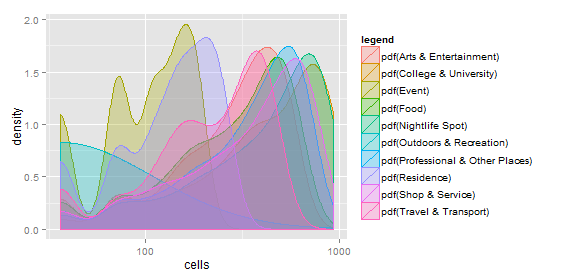 2.0
1.5
1.0
0.5
0.0
density
100
1000
cells
legend
pdf(Arts & Entertainment)
pdf(College & University)
pdf(Event)
pdf(Food)
pdf(Nightlife Spot)
pdf(Outdoors & Recreation)
pdf(Professional & Other Places)
pdf(Residence)
pdf(Shop & Service)
pdf(Travel & Transport)